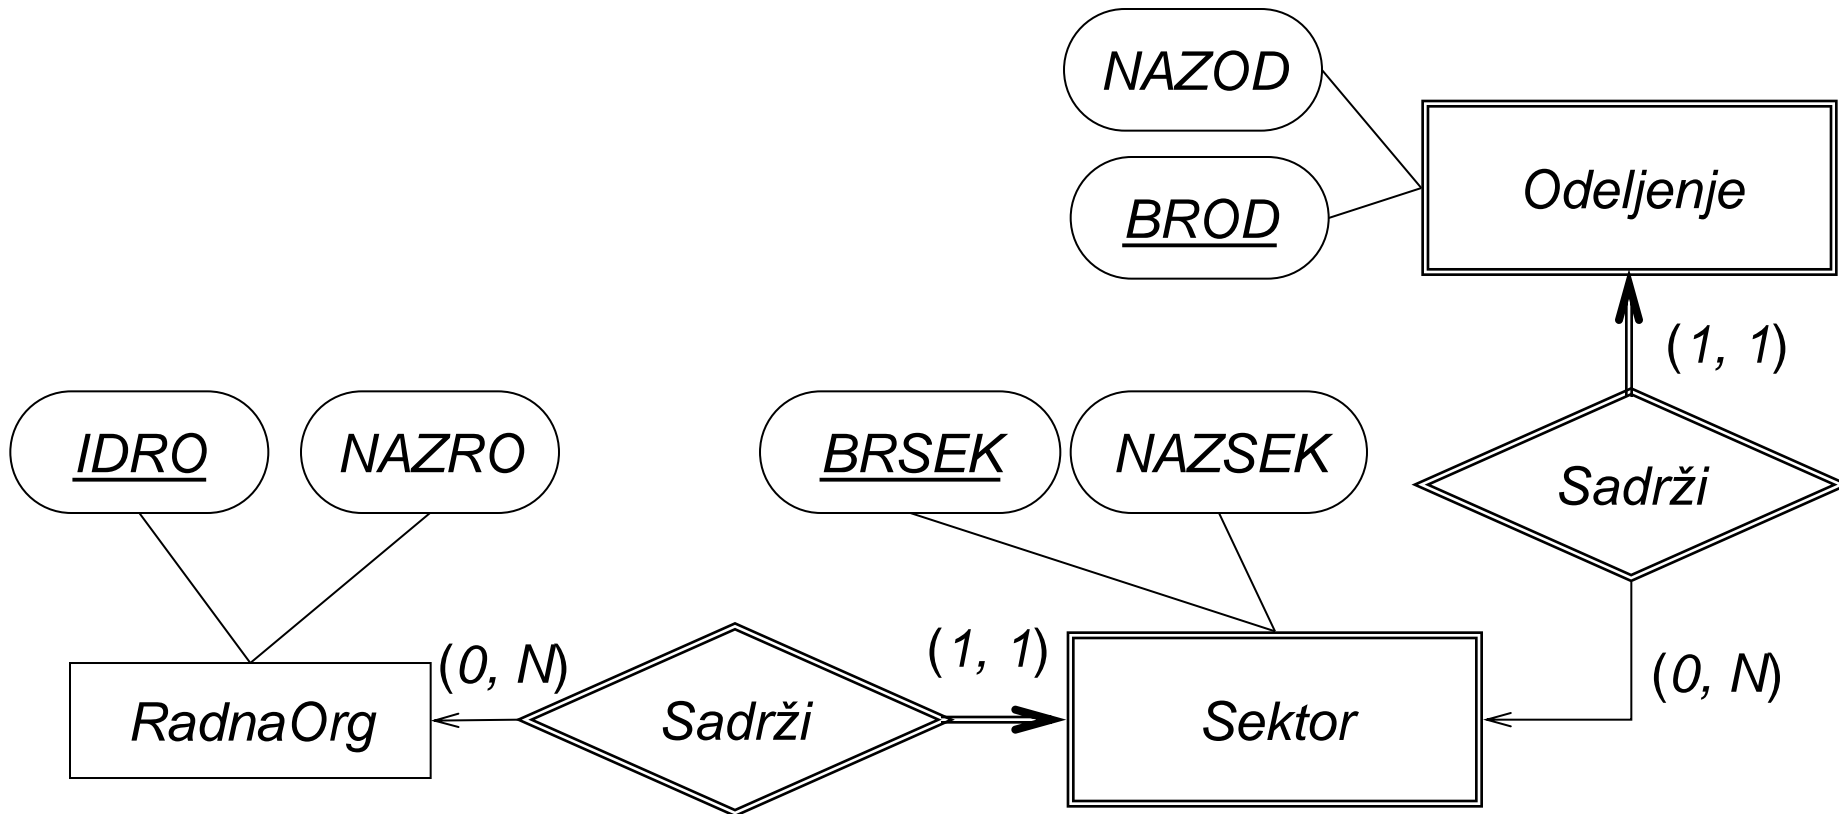 NAZOD
BROD
Odeljenje
(1, 1)
IDRO
NAZRO
BRSEK
NAZSEK
Sadrži
(0, N)
(1, 1)
(0, N)
RadnaOrg
Sadrži
Sektor